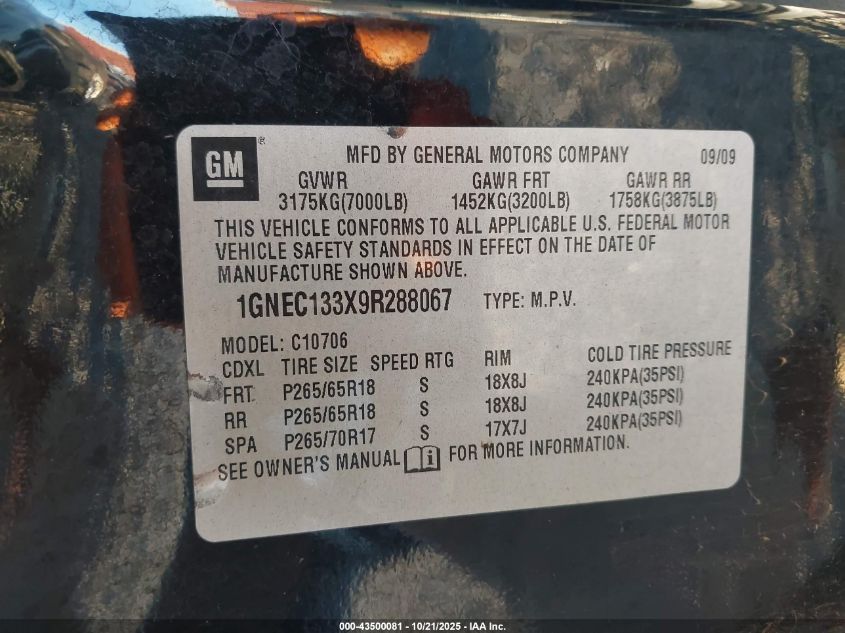 GM ® MFD BY GENERAL MOTORS COMPANY 09/09
GVWR GAWR FRT GAWR RR
3175KG(7000LB) 1452KG(3200LB) 1758KG(3875LB)
THIS VEHICLE CONFORMS TO ALL APPLICABLE U.S. FEDERAL MOTOR
VEHICLE SAFETY STANDARDS IN EFFECT ON THE DATE OF
MANUFACTURE SHOWN ABOVE.
1GNEC133X9R288067 TYPE: M.P.V.
MODEL: C10706
CDXL TIRE SIZE SPEED RTG RIM COLD TIRE PRESSURE
FRT P265/65R18 S 18X8J 240KPA(35PSI)
RR P265/65R18 S 18X8J 240KPA(35PSI)
SPA P265/70R17 S 17X7J 240KPA(35PSI)
SEE OWNER'S MANUAL i FOR MORE INFORMATION.
000-43500081 - 10/21/2025 - IAA Inc.